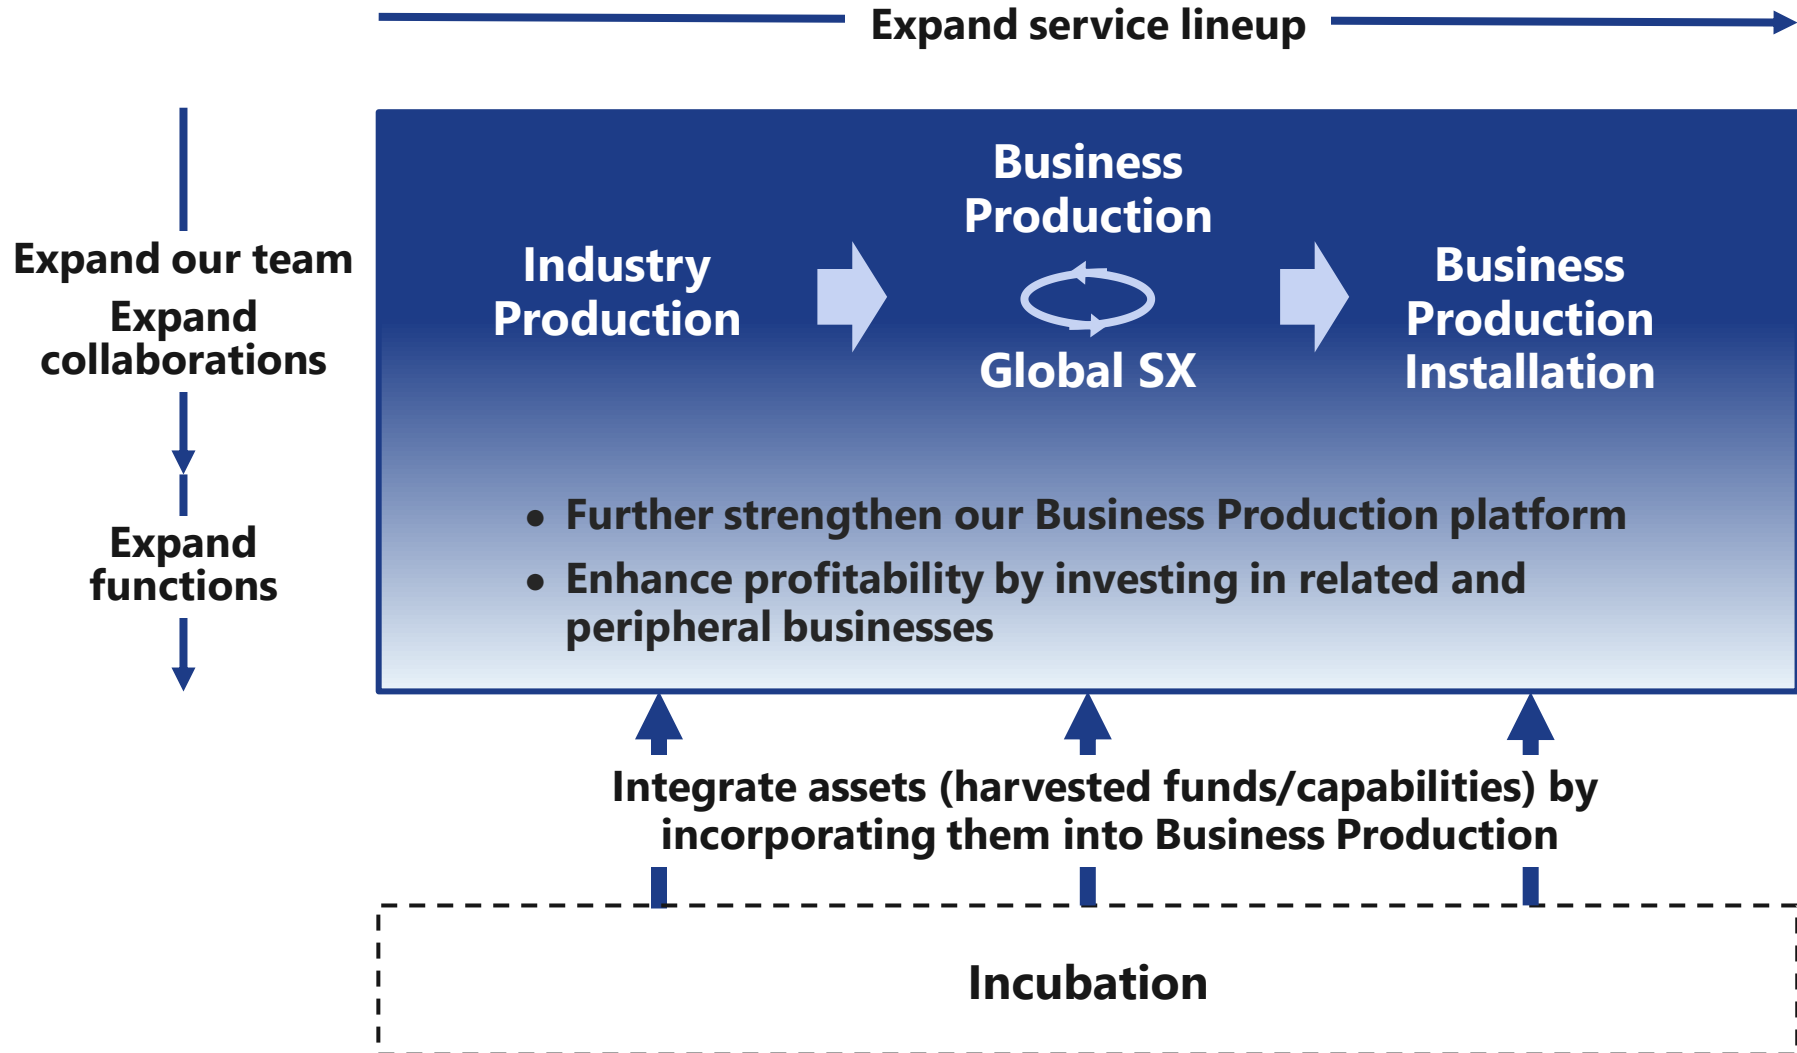 Expand service lineup
Expand our team
Expand
collaborations
Expand
functions
Industry
Production
Business
Production
Global SX
Business
Production
Installation
● Further strengthen our Business Production platform
● Enhance profitability by investing in related and
peripheral businesses
Integrate assets (harvested funds/capabilities) by
incorporating them into Business Production
Incubation